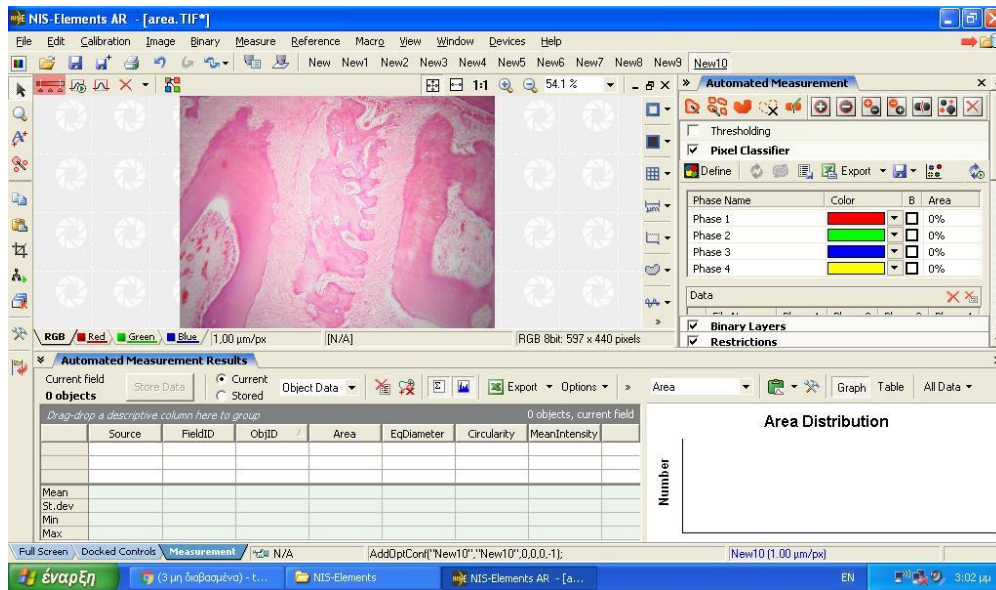 NIS-Elements AR - [area.TIF*]
File Edit Calibration Image Binary Measure Reference Macro View Window Devices Help
New New1 New2 New3 New4 New5 New6 New7 New8 New9 New10
1:1 54.1 %
Automated Measurement
Thresholding
Pixel Classifier
Define Export
Phase Name Color B Area
Phase 1 0%
Phase 2 0%
Phase 3 0%
Phase 4 0%
Data
Binary Layers
Restrictions
RGB Red Green Blue 1,00 µm/px [N/A] RGB 8bit: 597 x 440 pixels
Automated Measurement Results
Current field
0 objects
Store Data
Current
Stored
Object Data Σ Export Options »
Area Graph Table All Data
Drag-drop a descriptive column here to group 0 objects, current field
Source FieldID ObjID Area EqDiameter Circularity MeanIntensity
Mean
St.dev
Min
Max
Area Distribution
Number
Full Screen Docked Controls Measurement N/A AddOptConf("New10","New10",0,0,0,-1); New10 (1.00 µm/px)
έναρξη (3 μη διαβασμένα) - t... NIS-Elements NIS-Elements AR - [a... EN 3:02 μμ